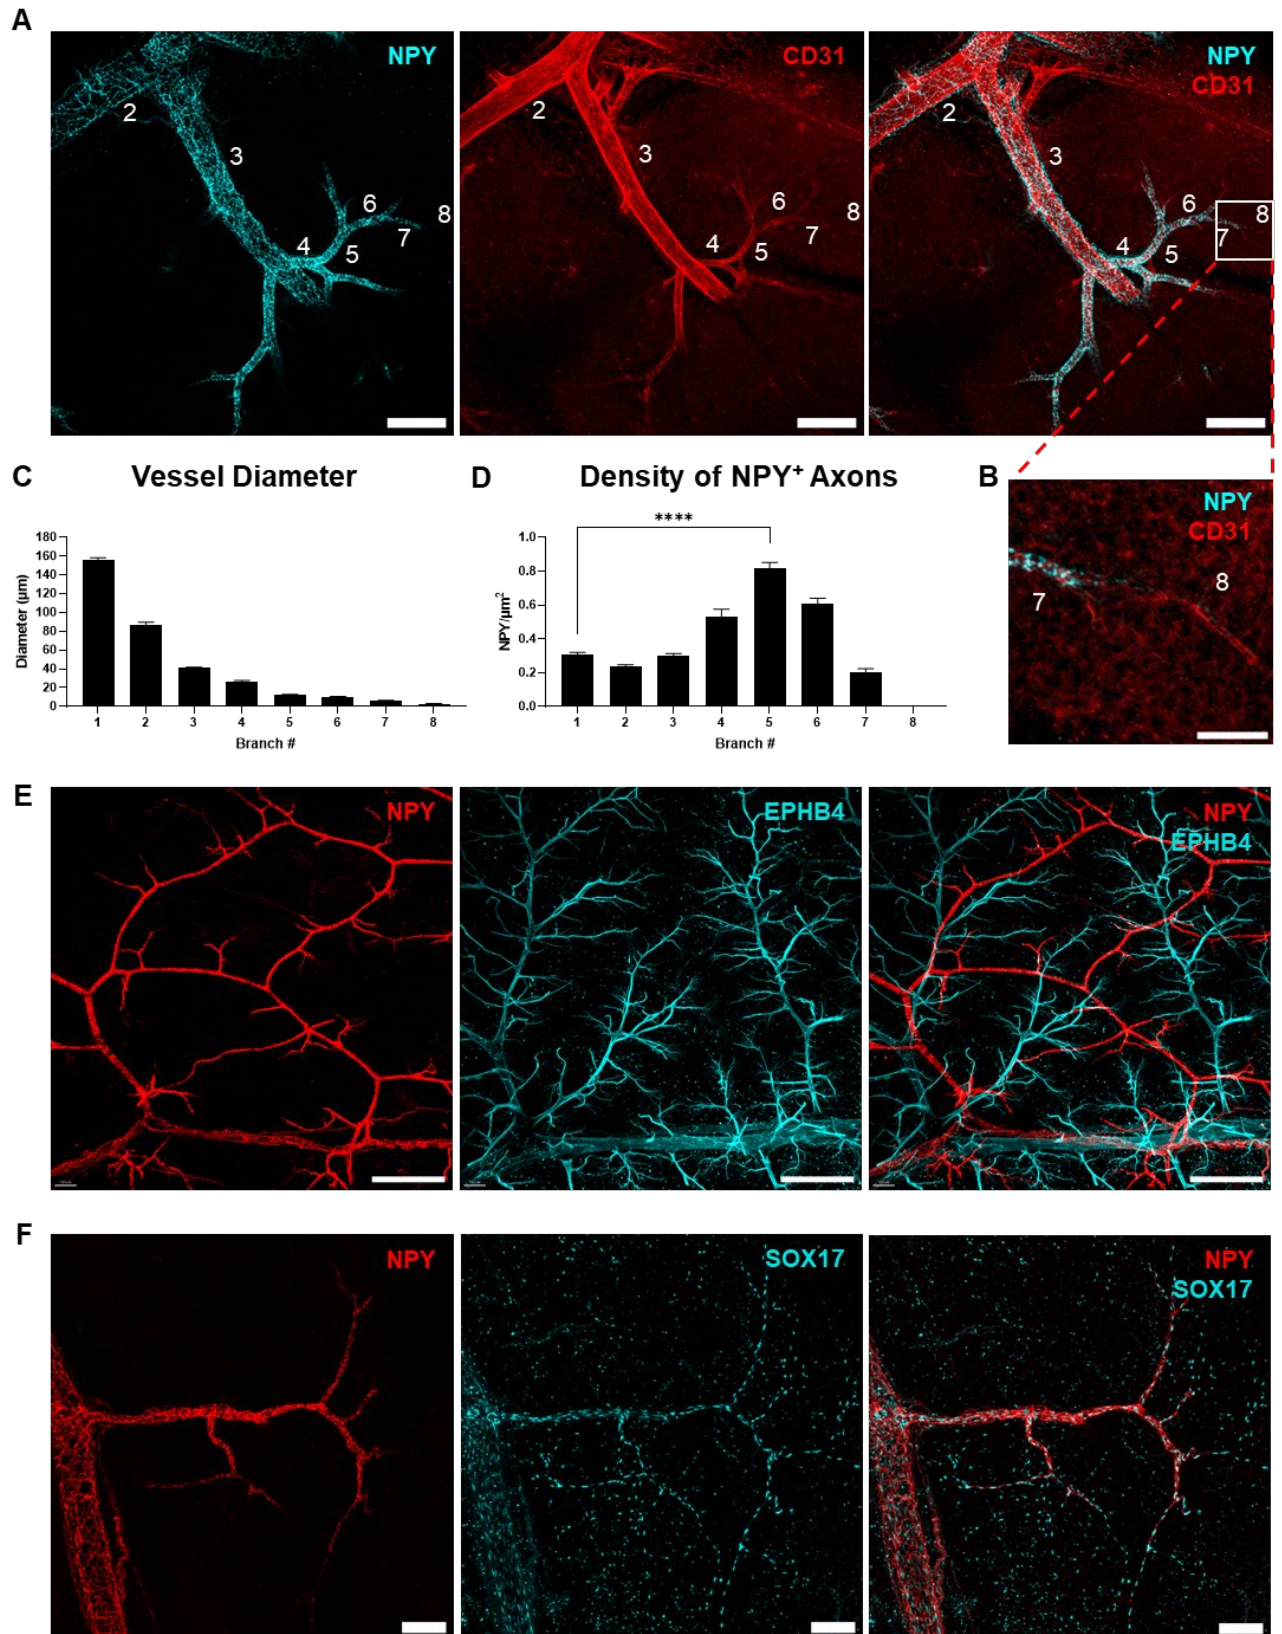 A
NPY
2
3
4
5
6
7
8
CD31
2
3
4
5
6
7
8
NPY
CD31
2
3
4
5
6
7
8
B
NPY
CD31
7
8
C
Vessel Diameter
Diameter (µm)
180
160
140
120
100
80
60
40
20
0
1 2 3 4 5 6 7 8
Branch #
D
Density of NPY⁺ Axons
****
NPY/µm²
1.0
0.8
0.6
0.4
0.2
0.0
1 2 3 4 5 6 7 8
Branch #
E
NPY
EPHB4
NPY
EPHB4
F
NPY
SOX17
NPY
SOX17